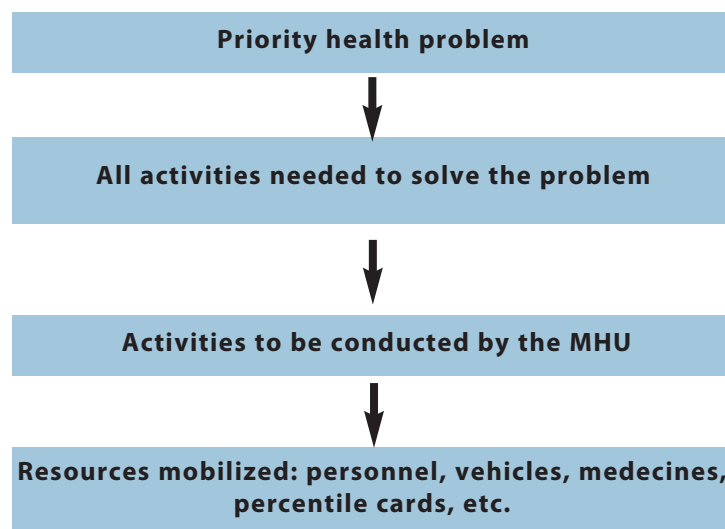 Priority health problem
All activities needed to solve the problem
Activities to be conducted by the MHU
Resources mobilized: personnel, vehicles, medecines,
percentile cards, etc.